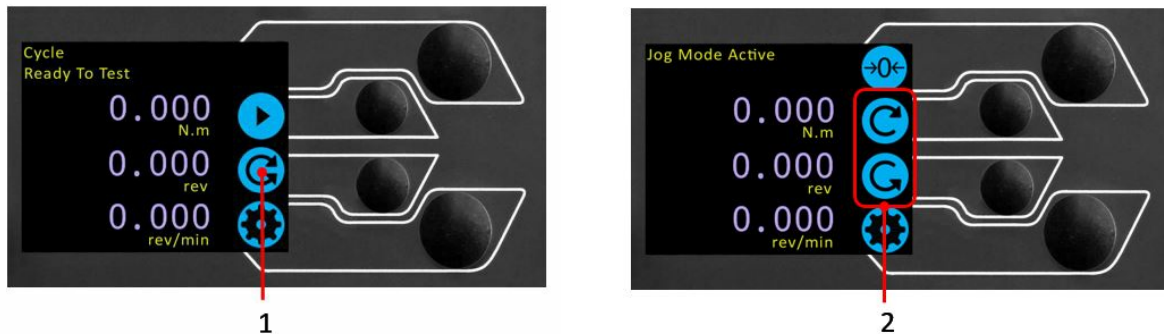 Cycle
Ready To Test
0.000
N.m
0.000
rev
0.000
rev/min
1
Jog Mode Active
→0←
0.000
N.m
0.000
rev
0.000
rev/min
2